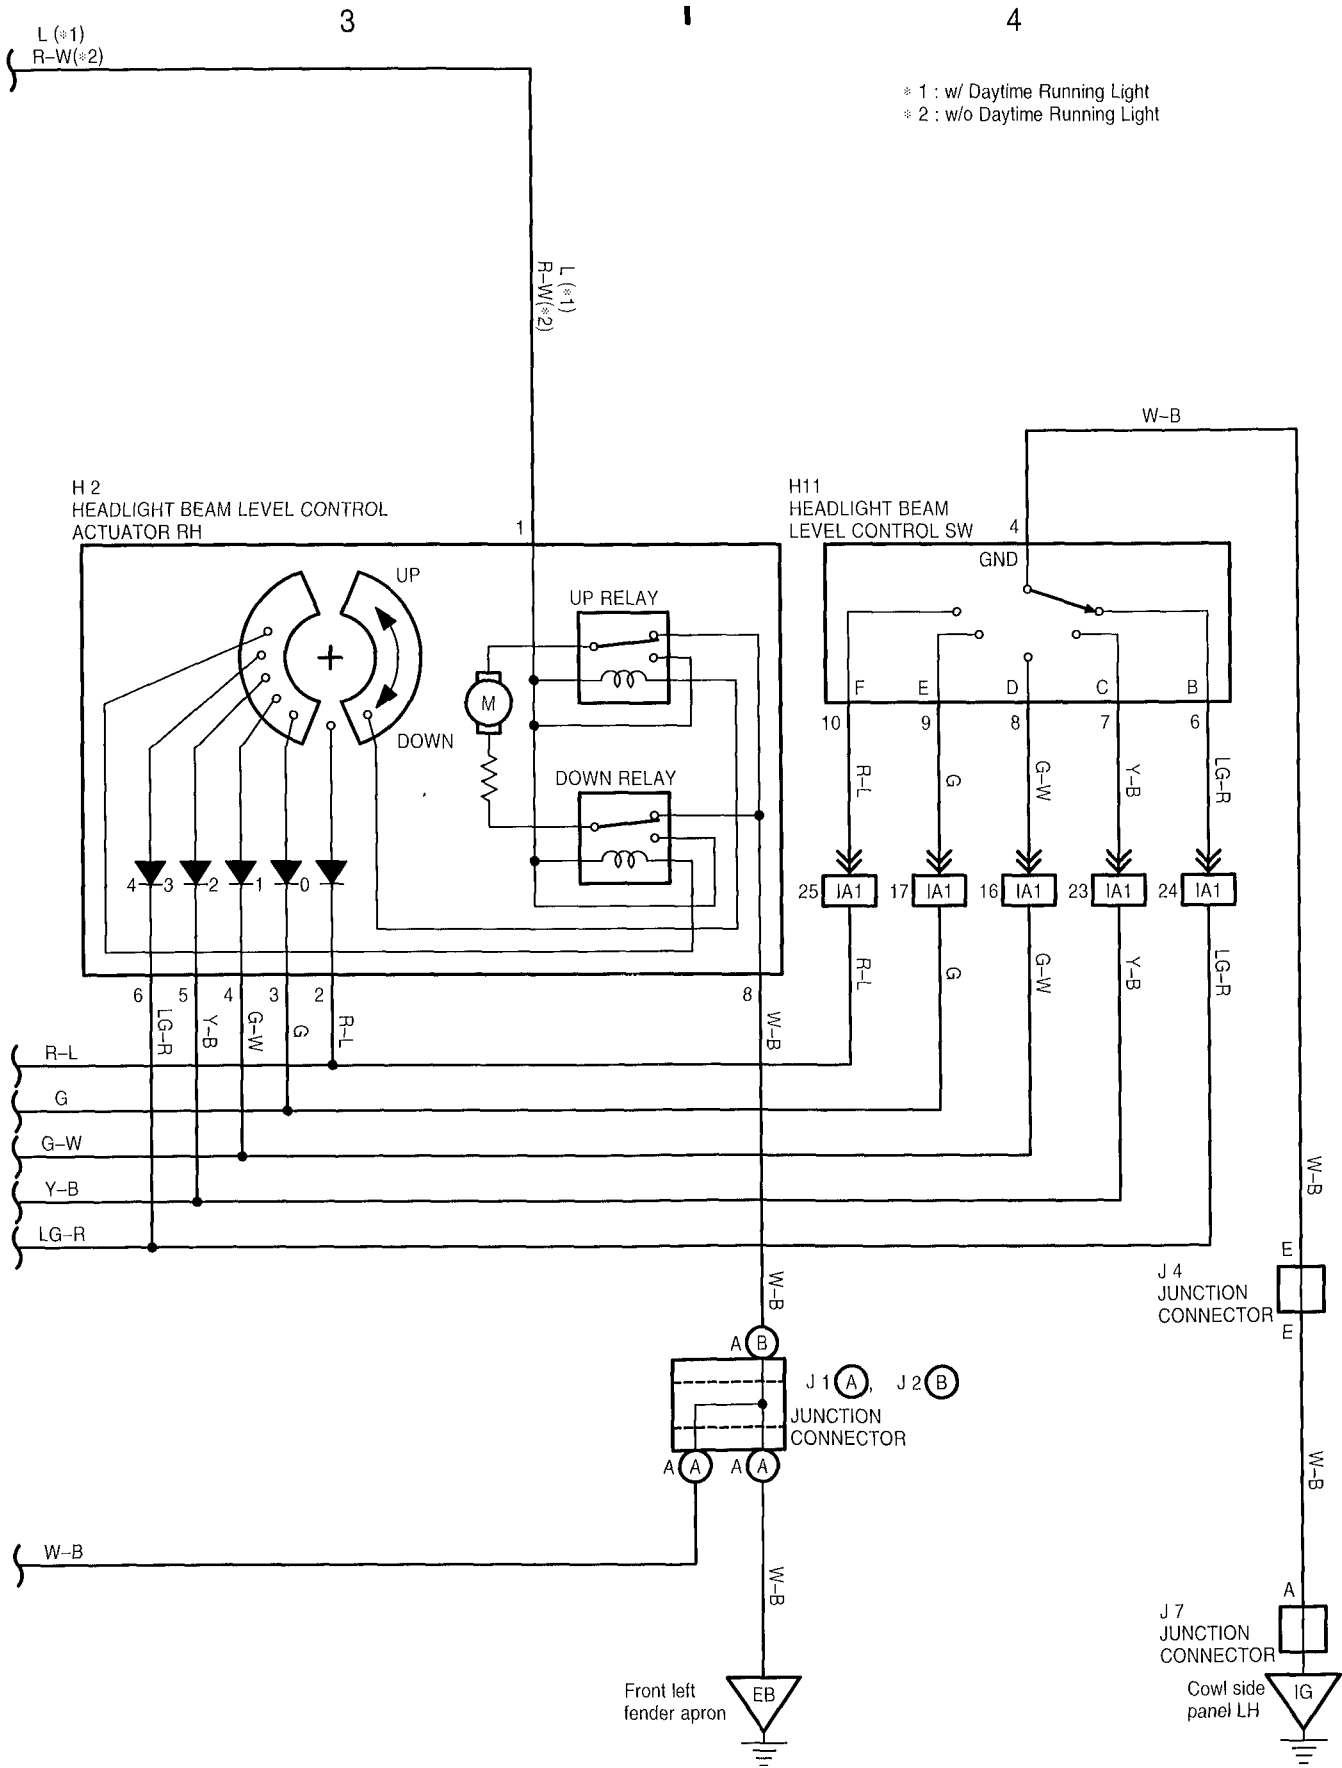 3
4
L (*1)
R–W(*2)
* 1 : w/ Daytime Running Light
* 2 : w/o Daytime Running Light
L (*1)
R–W(*2)
W–B
H 2
HEADLIGHT BEAM LEVEL CONTROL
ACTUATOR RH
1
H11
HEADLIGHT BEAM
LEVEL CONTROL SW
4
GND
UP
DOWN
UP RELAY
M
DOWN RELAY
F E D C B
10 9 8 7 6
R–L G G–W Y–B LG–R
4 3 2 1 0
25 IA1 17 IA1 16 IA1 23 IA1 24 IA1
R–L G G–W Y–B LG–R
6 5 4 3 2 8
LG–R Y–B G–W G R–L W–B
R–L
G
G–W
Y–B
LG–R
W–B
E
J 4
JUNCTION
CONNECTOR
E
W–B
A B
J 1 A, J 2 B
JUNCTION
CONNECTOR
A A A A
W–B
W–B
W–B
A
J 7
JUNCTION
CONNECTOR
Front left
fender apron
EB
Cowl side
panel LH
IG